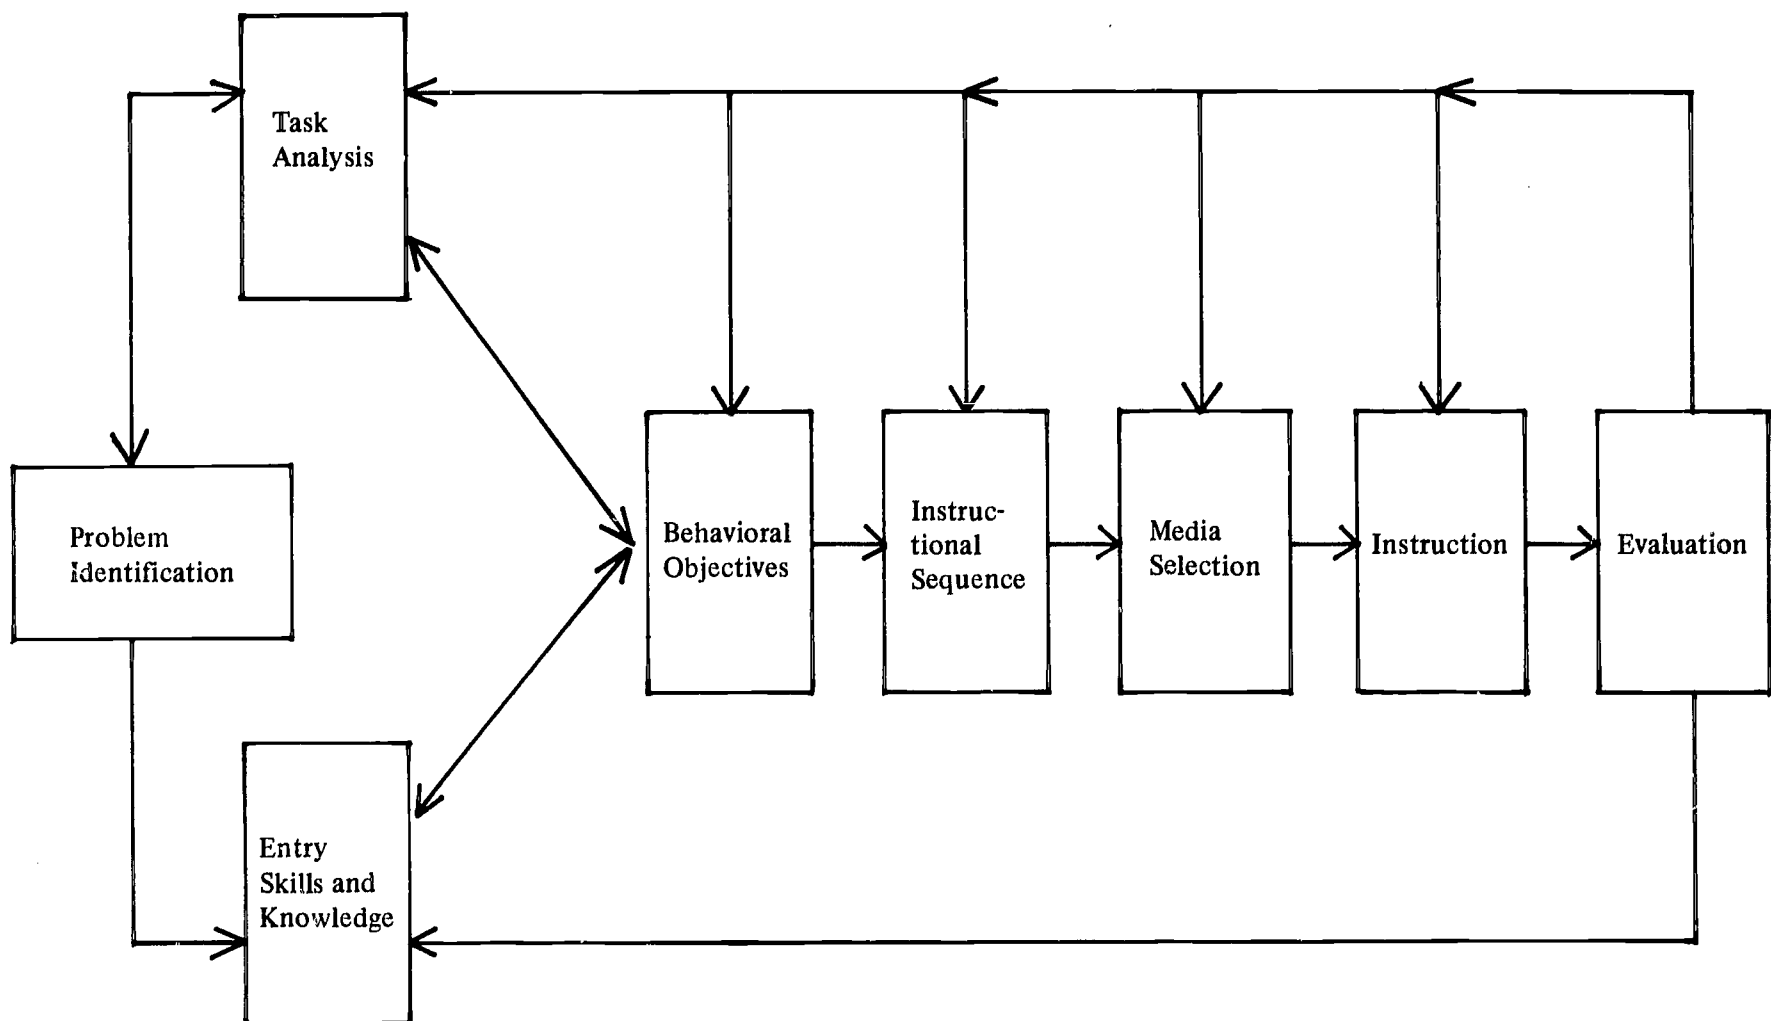 Task
Analysis
Problem
Identification
Entry
Skills and
Knowledge
Behavioral
Objectives
Instruc-
tional
Sequence
Media
Selection
Instruction
Evaluation